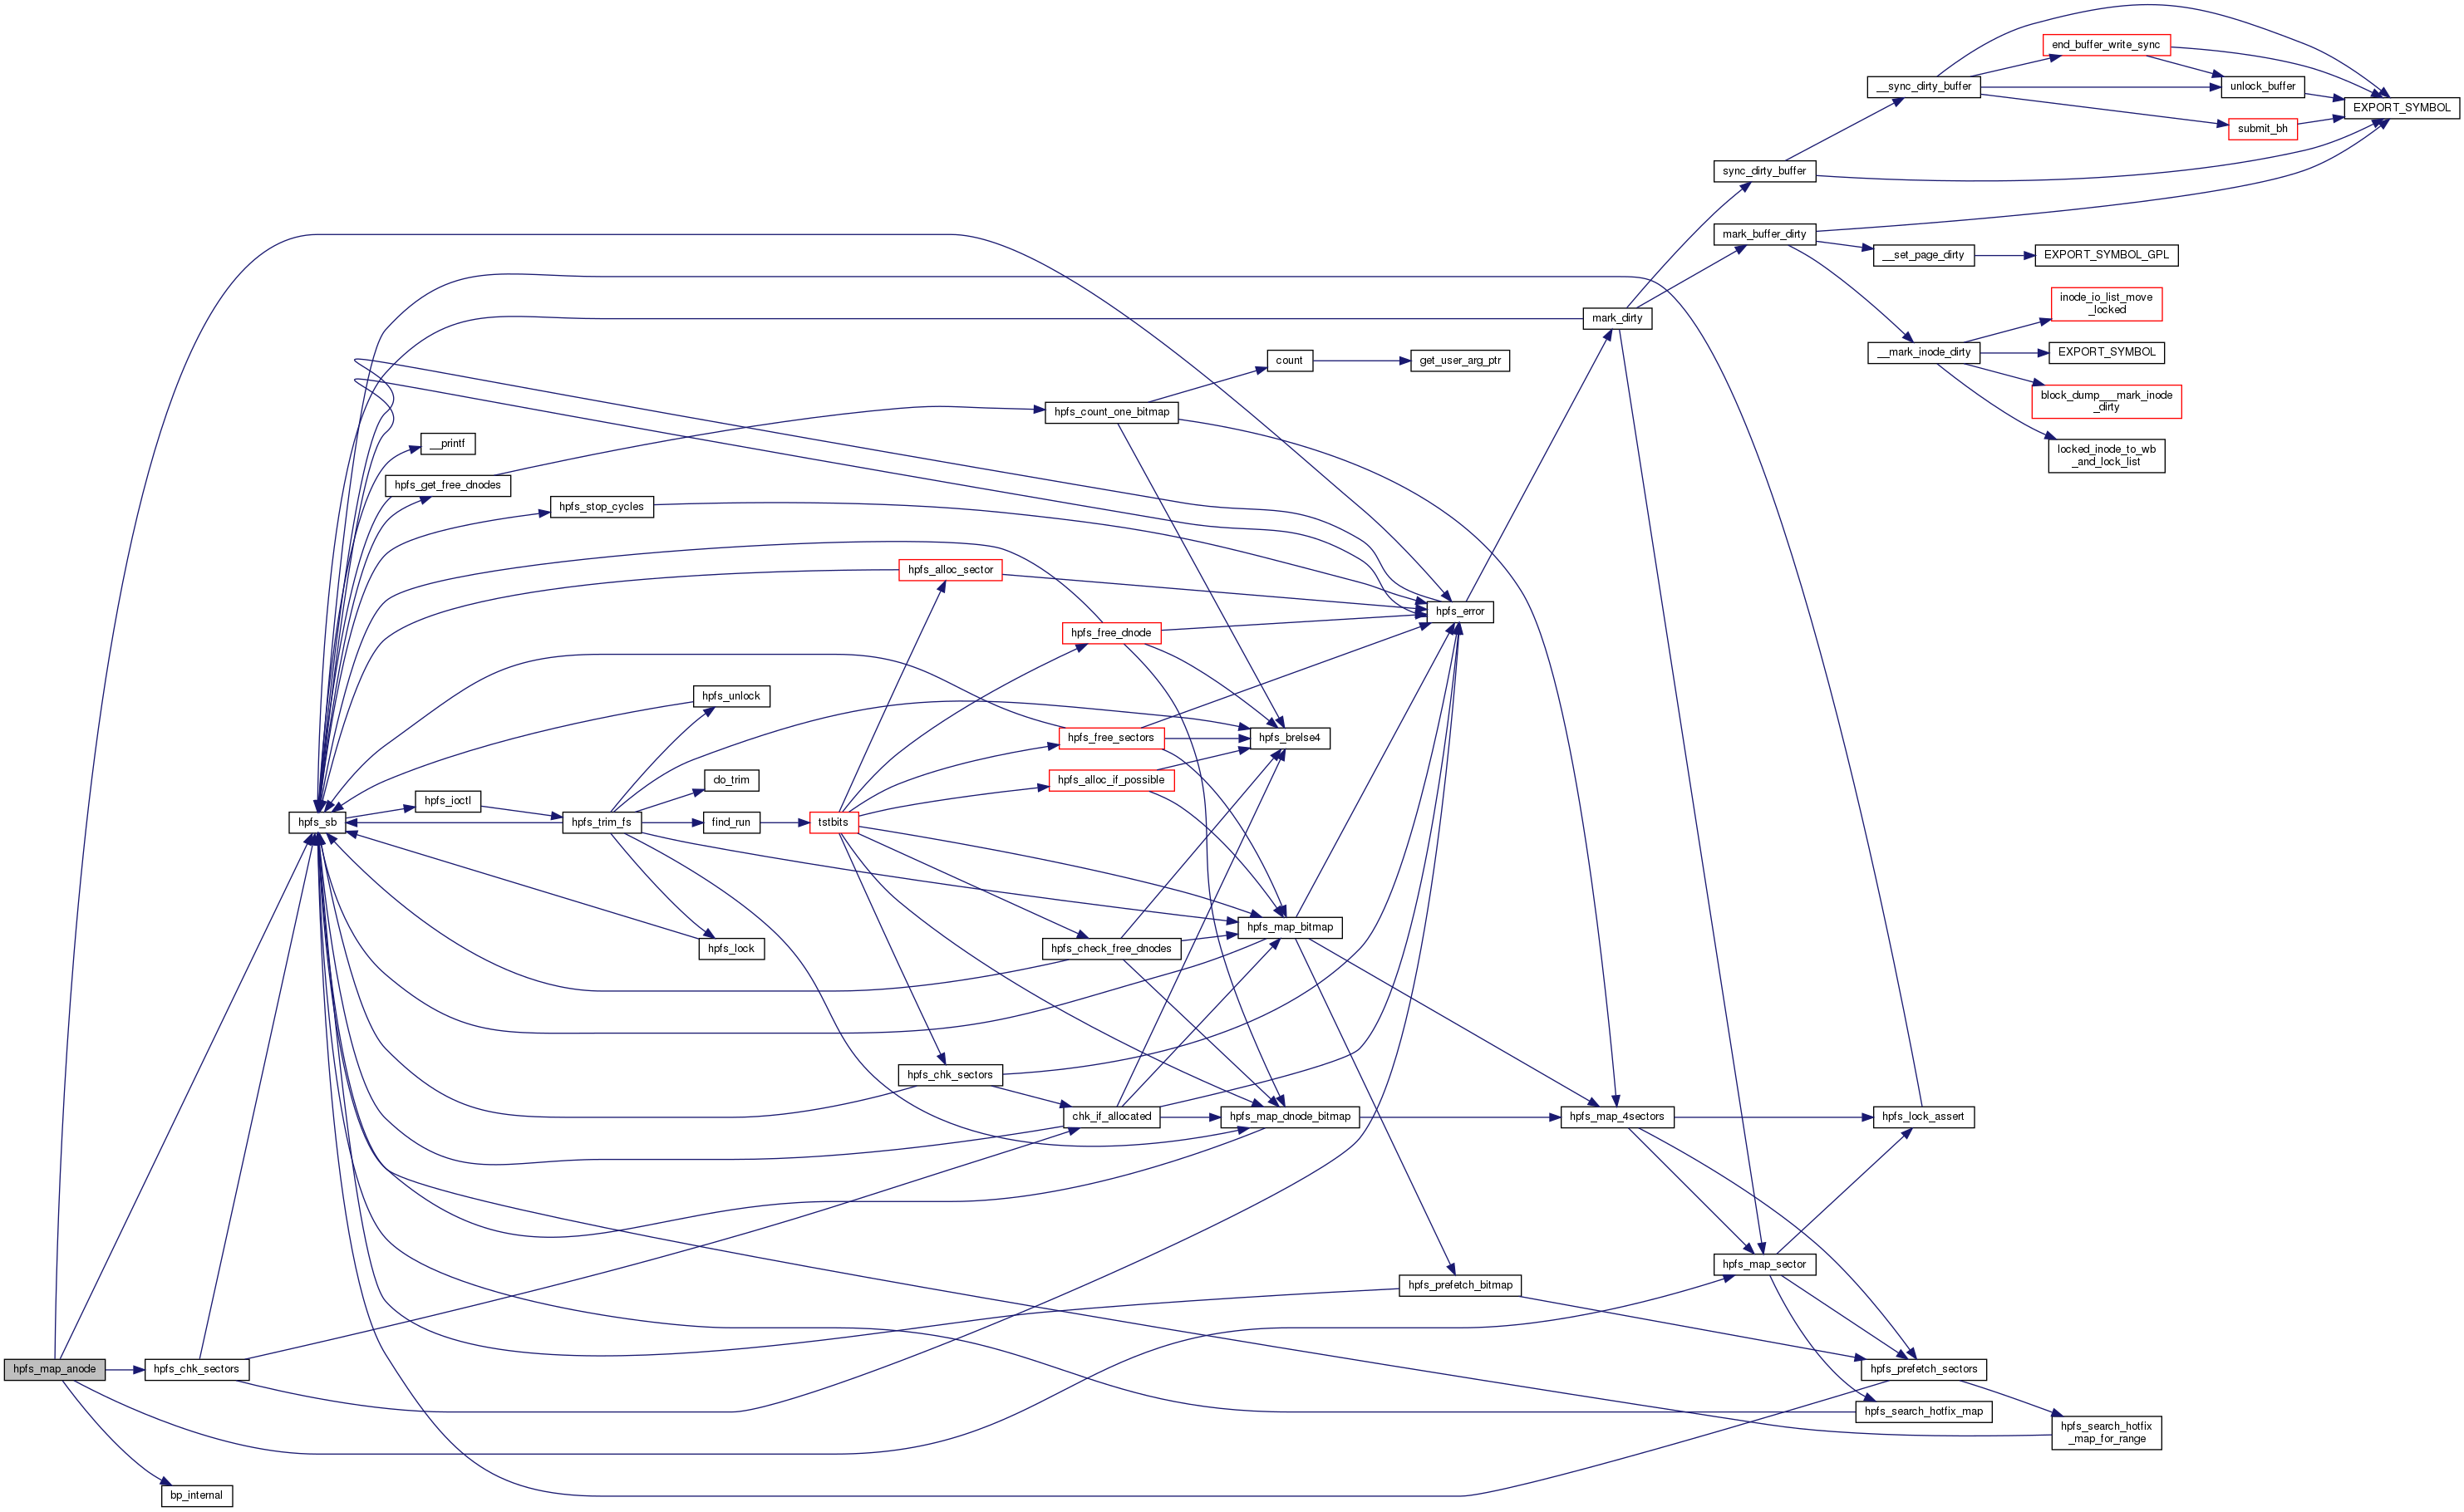 end_buffer_write_sync
__sync_dirty_buffer
unlock_buffer
EXPORT_SYMBOL
submit_bh
sync_dirty_buffer
mark_buffer_dirty
__set_page_dirty
EXPORT_SYMBOL_GPL
inode_io_list_move
_locked
mark_dirty
__mark_inode_dirty
EXPORT_SYMBOL
count
get_user_arg_ptr
block_dump___mark_inode
_dirty
hpfs_count_one_bitmap
__printf
locked_inode_to_wb
_and_lock_list
hpfs_get_free_dnodes
hpfs_stop_cycles
hpfs_alloc_sector
hpfs_error
hpfs_free_dnode
hpfs_unlock
hpfs_free_sectors
hpfs_brelse4
do_trim
hpfs_alloc_if_possible
hpfs_ioctl
hpfs_sb
hpfs_trim_fs
find_run
tstbits
hpfs_map_bitmap
hpfs_lock
hpfs_check_free_dnodes
hpfs_chk_sectors
chk_if_allocated
hpfs_map_dnode_bitmap
hpfs_map_4sectors
hpfs_lock_assert
hpfs_map_sector
hpfs_prefetch_bitmap
hpfs_map_anode
hpfs_chk_sectors
hpfs_prefetch_sectors
hpfs_search_hotfix_map
hpfs_search_hotfix
_map_for_range
bp_internal